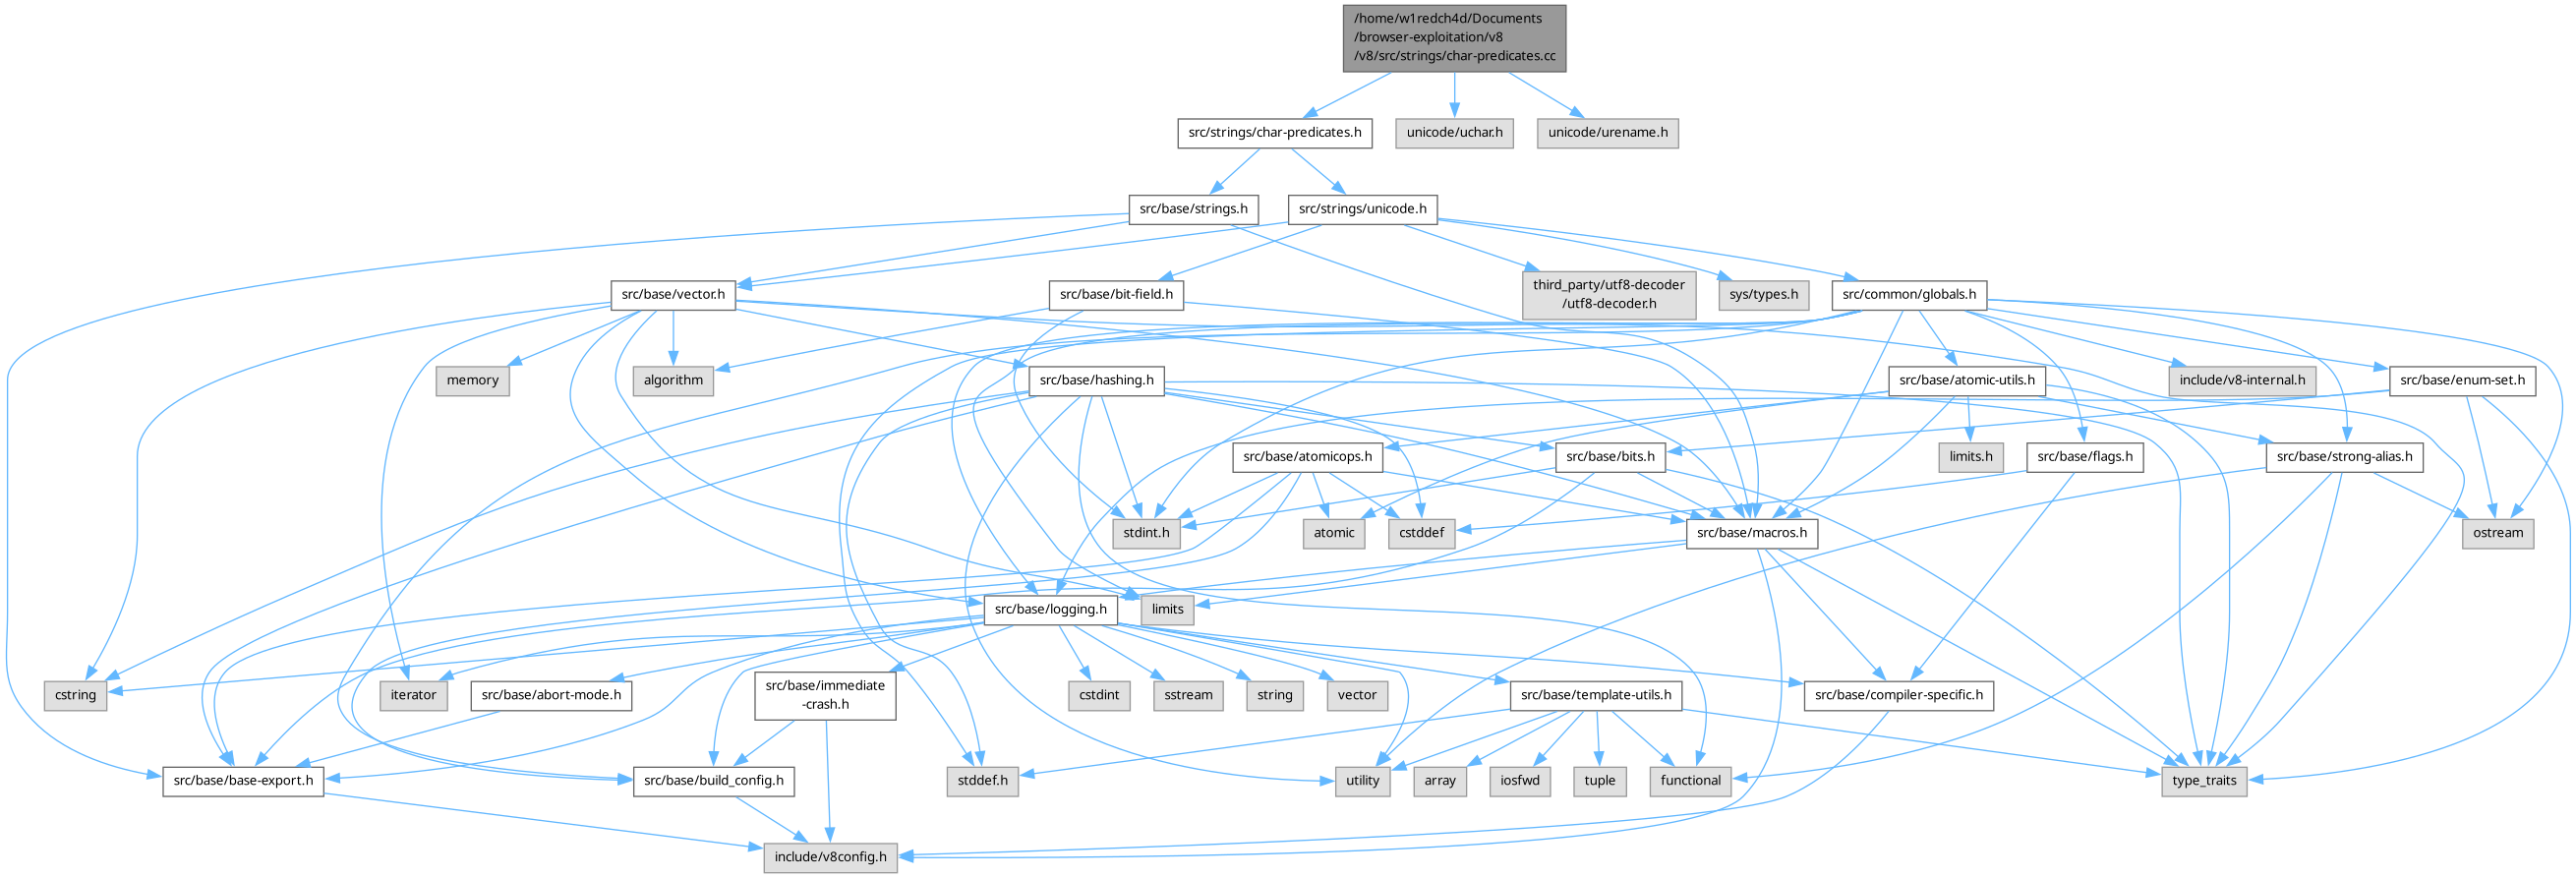 /home/w1redch4d/Documents
/browser-exploitation/v8
/v8/src/strings/char-predicates.cc
src/strings/char-predicates.h
unicode/uchar.h
unicode/urename.h
src/base/strings.h
src/strings/unicode.h
src/base/vector.h
src/base/bit-field.h
third_party/utf8-decoder
/utf8-decoder.h
sys/types.h
src/common/globals.h
memory
algorithm
src/base/hashing.h
src/base/atomic-utils.h
include/v8-internal.h
src/base/enum-set.h
src/base/atomicops.h
src/base/bits.h
limits.h
src/base/flags.h
src/base/strong-alias.h
stdint.h
atomic
cstddef
src/base/macros.h
ostream
src/base/logging.h
limits
cstring
iterator
src/base/abort-mode.h
src/base/immediate
-crash.h
cstdint
sstream
string
vector
src/base/template-utils.h
src/base/compiler-specific.h
src/base/base-export.h
src/base/build_config.h
stddef.h
utility
array
iosfwd
tuple
functional
type_traits
include/v8config.h